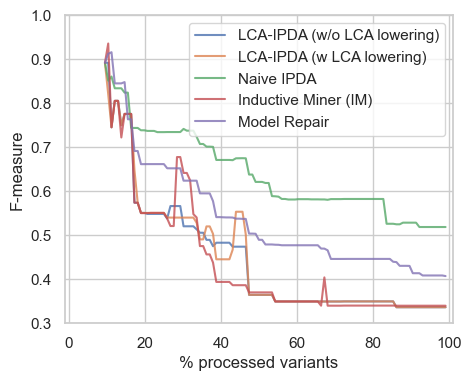 1.0
0.9
0.8
0.7
0.6
0.5
0.4
0.3
F-measure
LCA-IPDA (w/o LCA lowering)
LCA-IPDA (w LCA lowering)
Naive IPDA
Inductive Miner (IM)
Model Repair
0 20 40 60 80 100
% processed variants